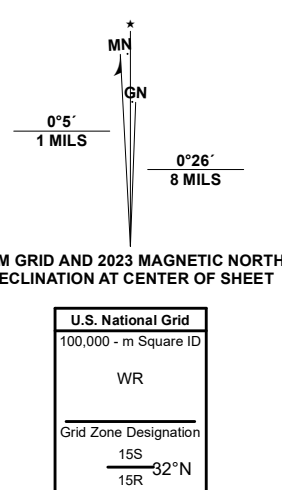 ★
MN
GN
0°5´
1 MILS
0°26´
8 MILS
M GRID AND 2023 MAGNETIC NORTH
ECLINATION AT CENTER OF SHEET
U.S. National Grid
100,000 - m Square ID
WR
Grid Zone Designation
15S
32°N
15R